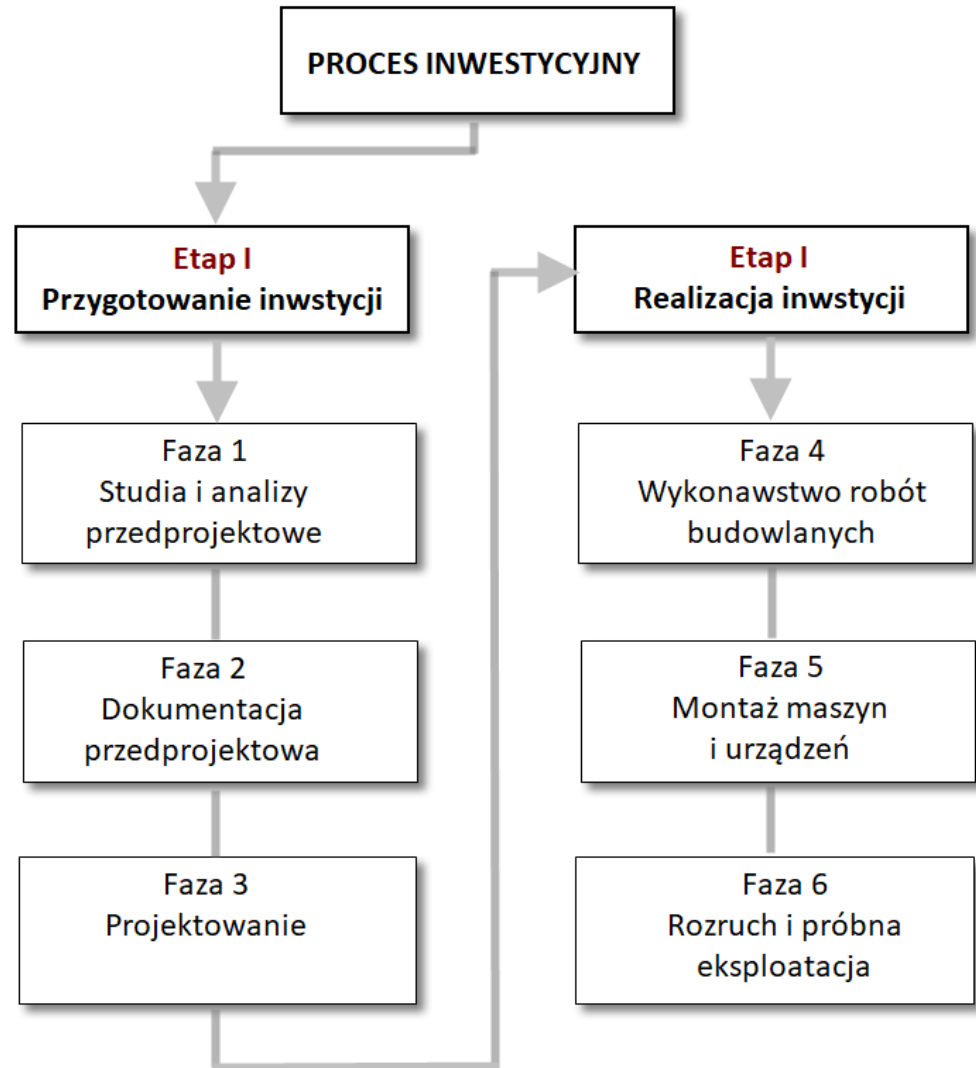 PROCES INWESTYCYJNY
Etap I
Przygotowanie inwstycji
Faza 1
Studia i analizy
przedprojektowe
Faza 2
Dokumentacja
przedprojektowa
Faza 3
Projektowanie
Etap I
Realizacja inwstycji
Faza 4
Wykonawstwo robót
budowlanych
Faza 5
Montaż maszyn
i urządzeń
Faza 6
Rozruch i próbna
eksploatacja